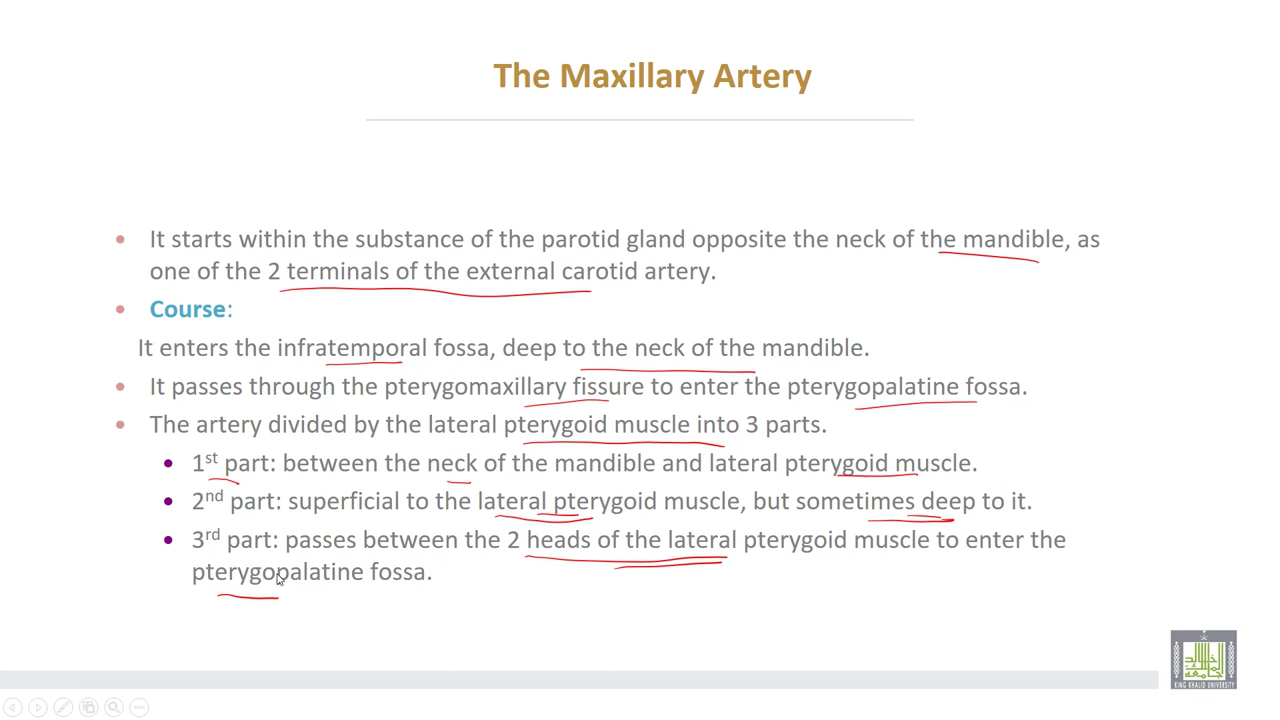 The Maxillary Artery
• It starts within the substance of the parotid gland opposite the neck of the mandible, as
one of the 2 terminals of the external carotid artery.
• Course:
It enters the infratemporal fossa, deep to the neck of the mandible.
• It passes through the pterygomaxillary fissure to enter the pterygopalatine fossa.
• The artery divided by the lateral pterygoid muscle into 3 parts.
• 1st part: between the neck of the mandible and lateral pterygoid muscle.
• 2nd part: superficial to the lateral pterygoid muscle, but sometimes deep to it.
• 3rd part: passes between the 2 heads of the lateral pterygoid muscle to enter the
pterygopalatine fossa.
KING KHALID UNIVERSITY